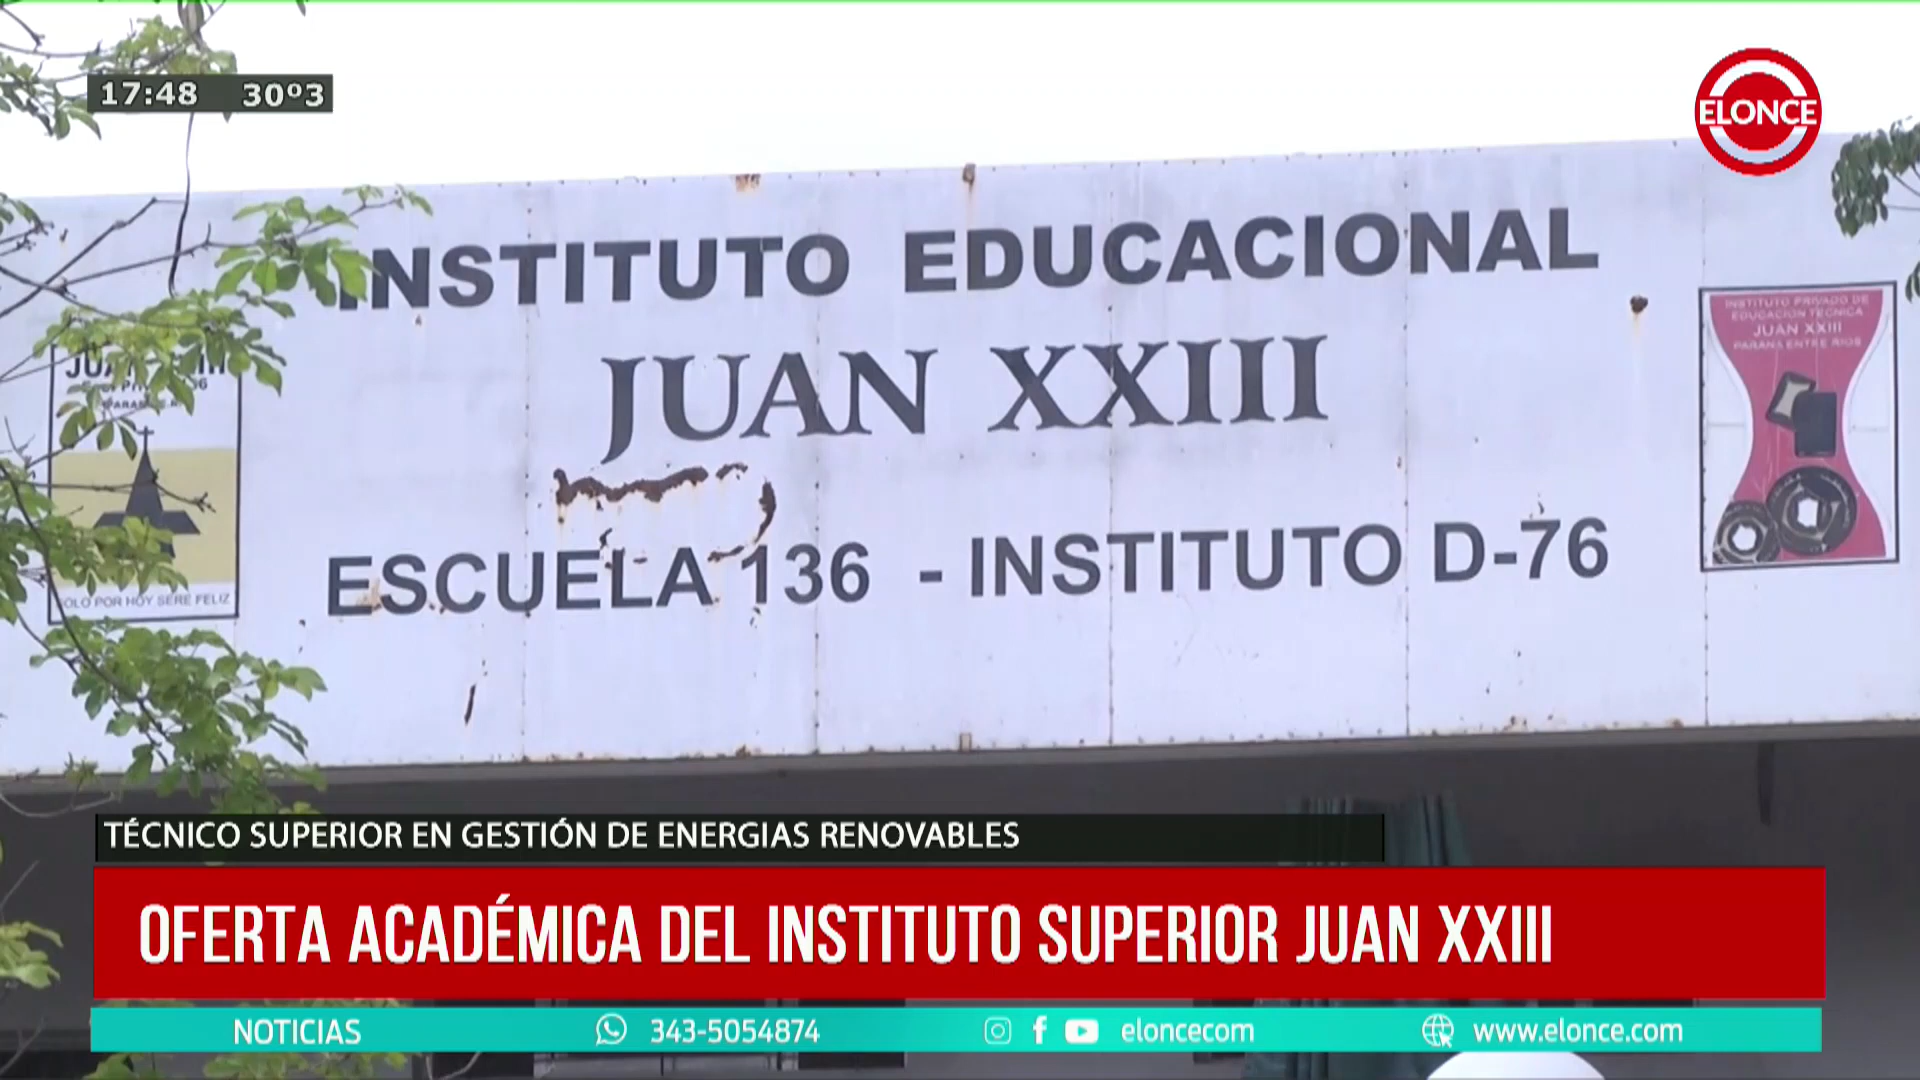 17:48 30º3
ELONCE
INSTITUTO EDUCACIONAL
JUAN XXIII
ESCUELA 136 - INSTITUTO D-76
SOLO POR HOY SERE FELIZ
INSTITUTO PRIVADO DE
EDUCACION TECNICA
JUAN XXIII
PARANA ENTRE RIOS
TÉCNICO SUPERIOR EN GESTIÓN DE ENERGIAS RENOVABLES
OFERTA ACADÉMICA DEL INSTITUTO SUPERIOR JUAN XXIII
NOTICIAS 343-5054874 eloncecom www.elonce.com